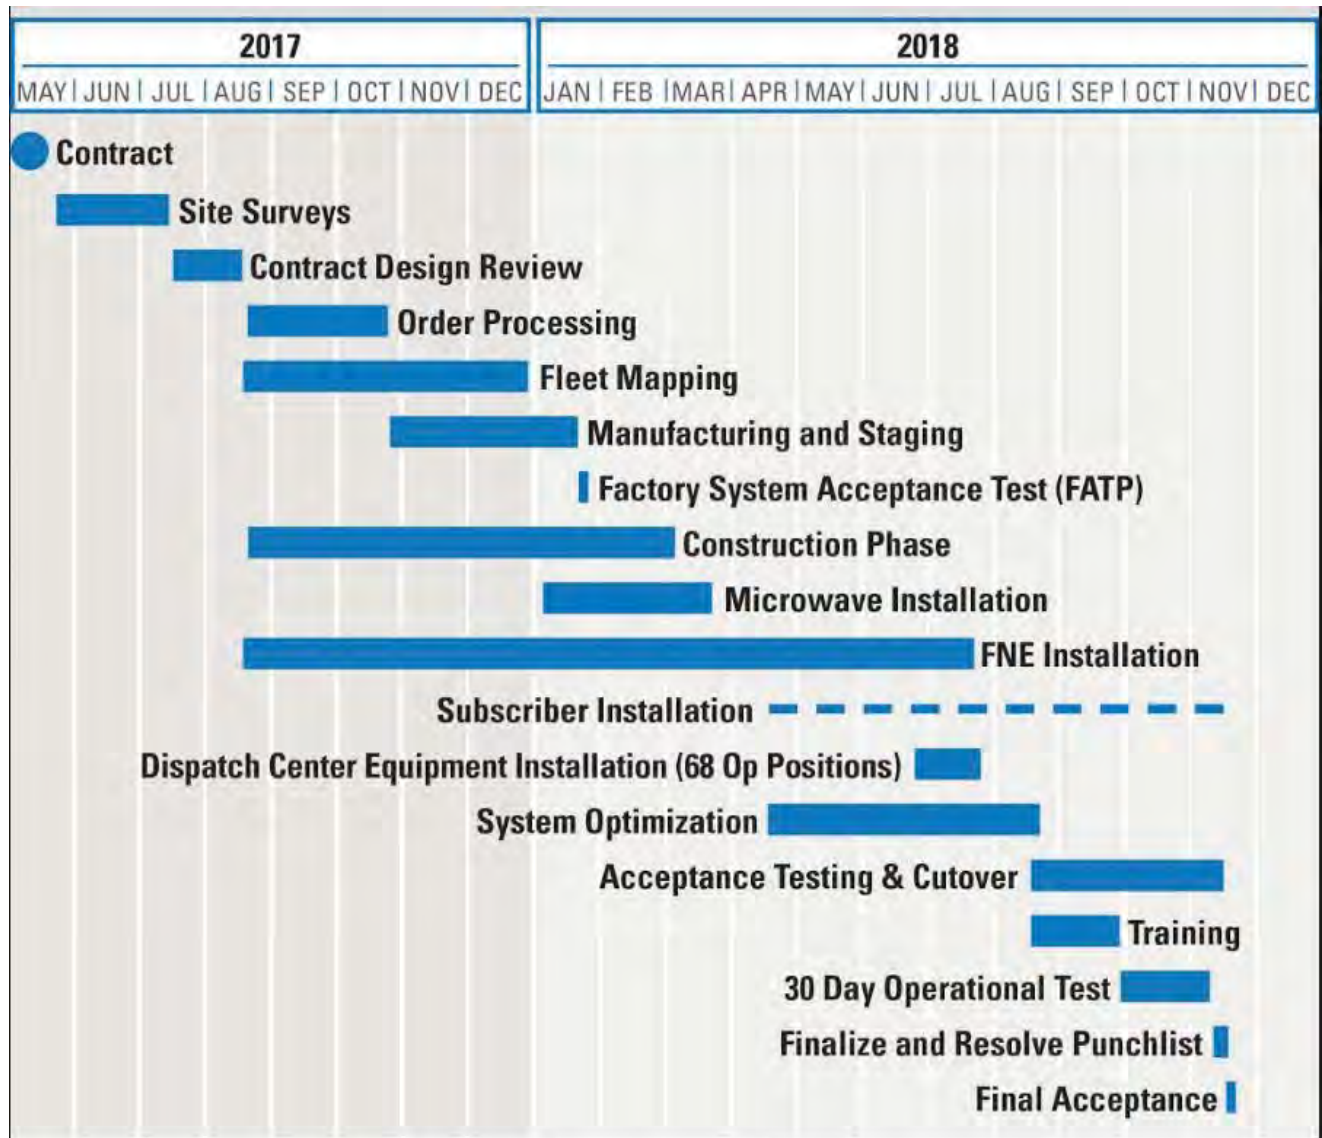 2017
2018
MAY JUN JUL AUG SEP OCT NOV DEC JAN FEB MAR APR MAY JUN JUL AUG SEP OCT NOV DEC
Contract
Site Surveys
Contract Design Review
Order Processing
Fleet Mapping
Manufacturing and Staging
Factory System Acceptance Test (FATP)
Construction Phase
Microwave Installation
FNE Installation
Subscriber Installation
Dispatch Center Equipment Installation (68 Op Positions)
System Optimization
Acceptance Testing & Cutover
Training
30 Day Operational Test
Finalize and Resolve Punchlist
Final Acceptance